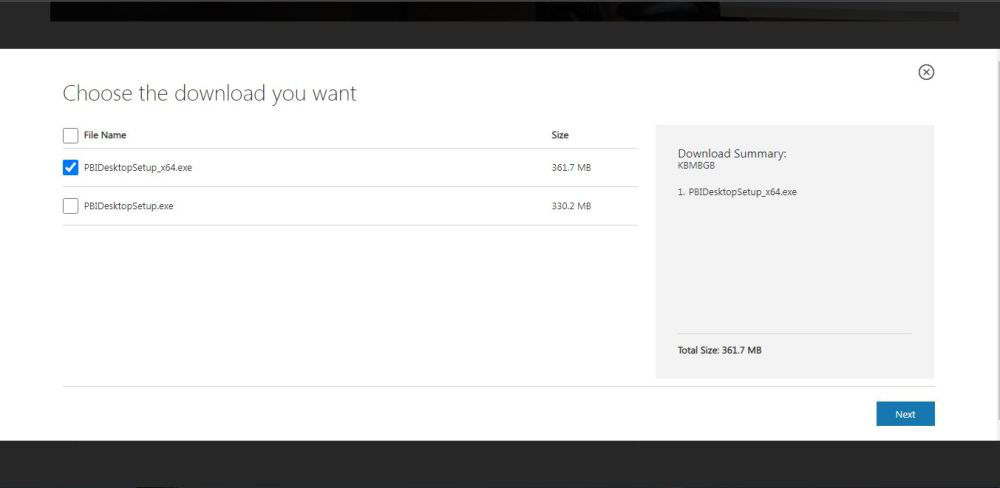 Choose the download you want
File Name Size
PBIDesktopSetup_x64.exe 361.7 MB
PBIDesktopSetup.exe 330.2 MB
Download Summary:
KBMBGB
1. PBIDesktopSetup_x64.exe
Total Size: 361.7 MB
Next